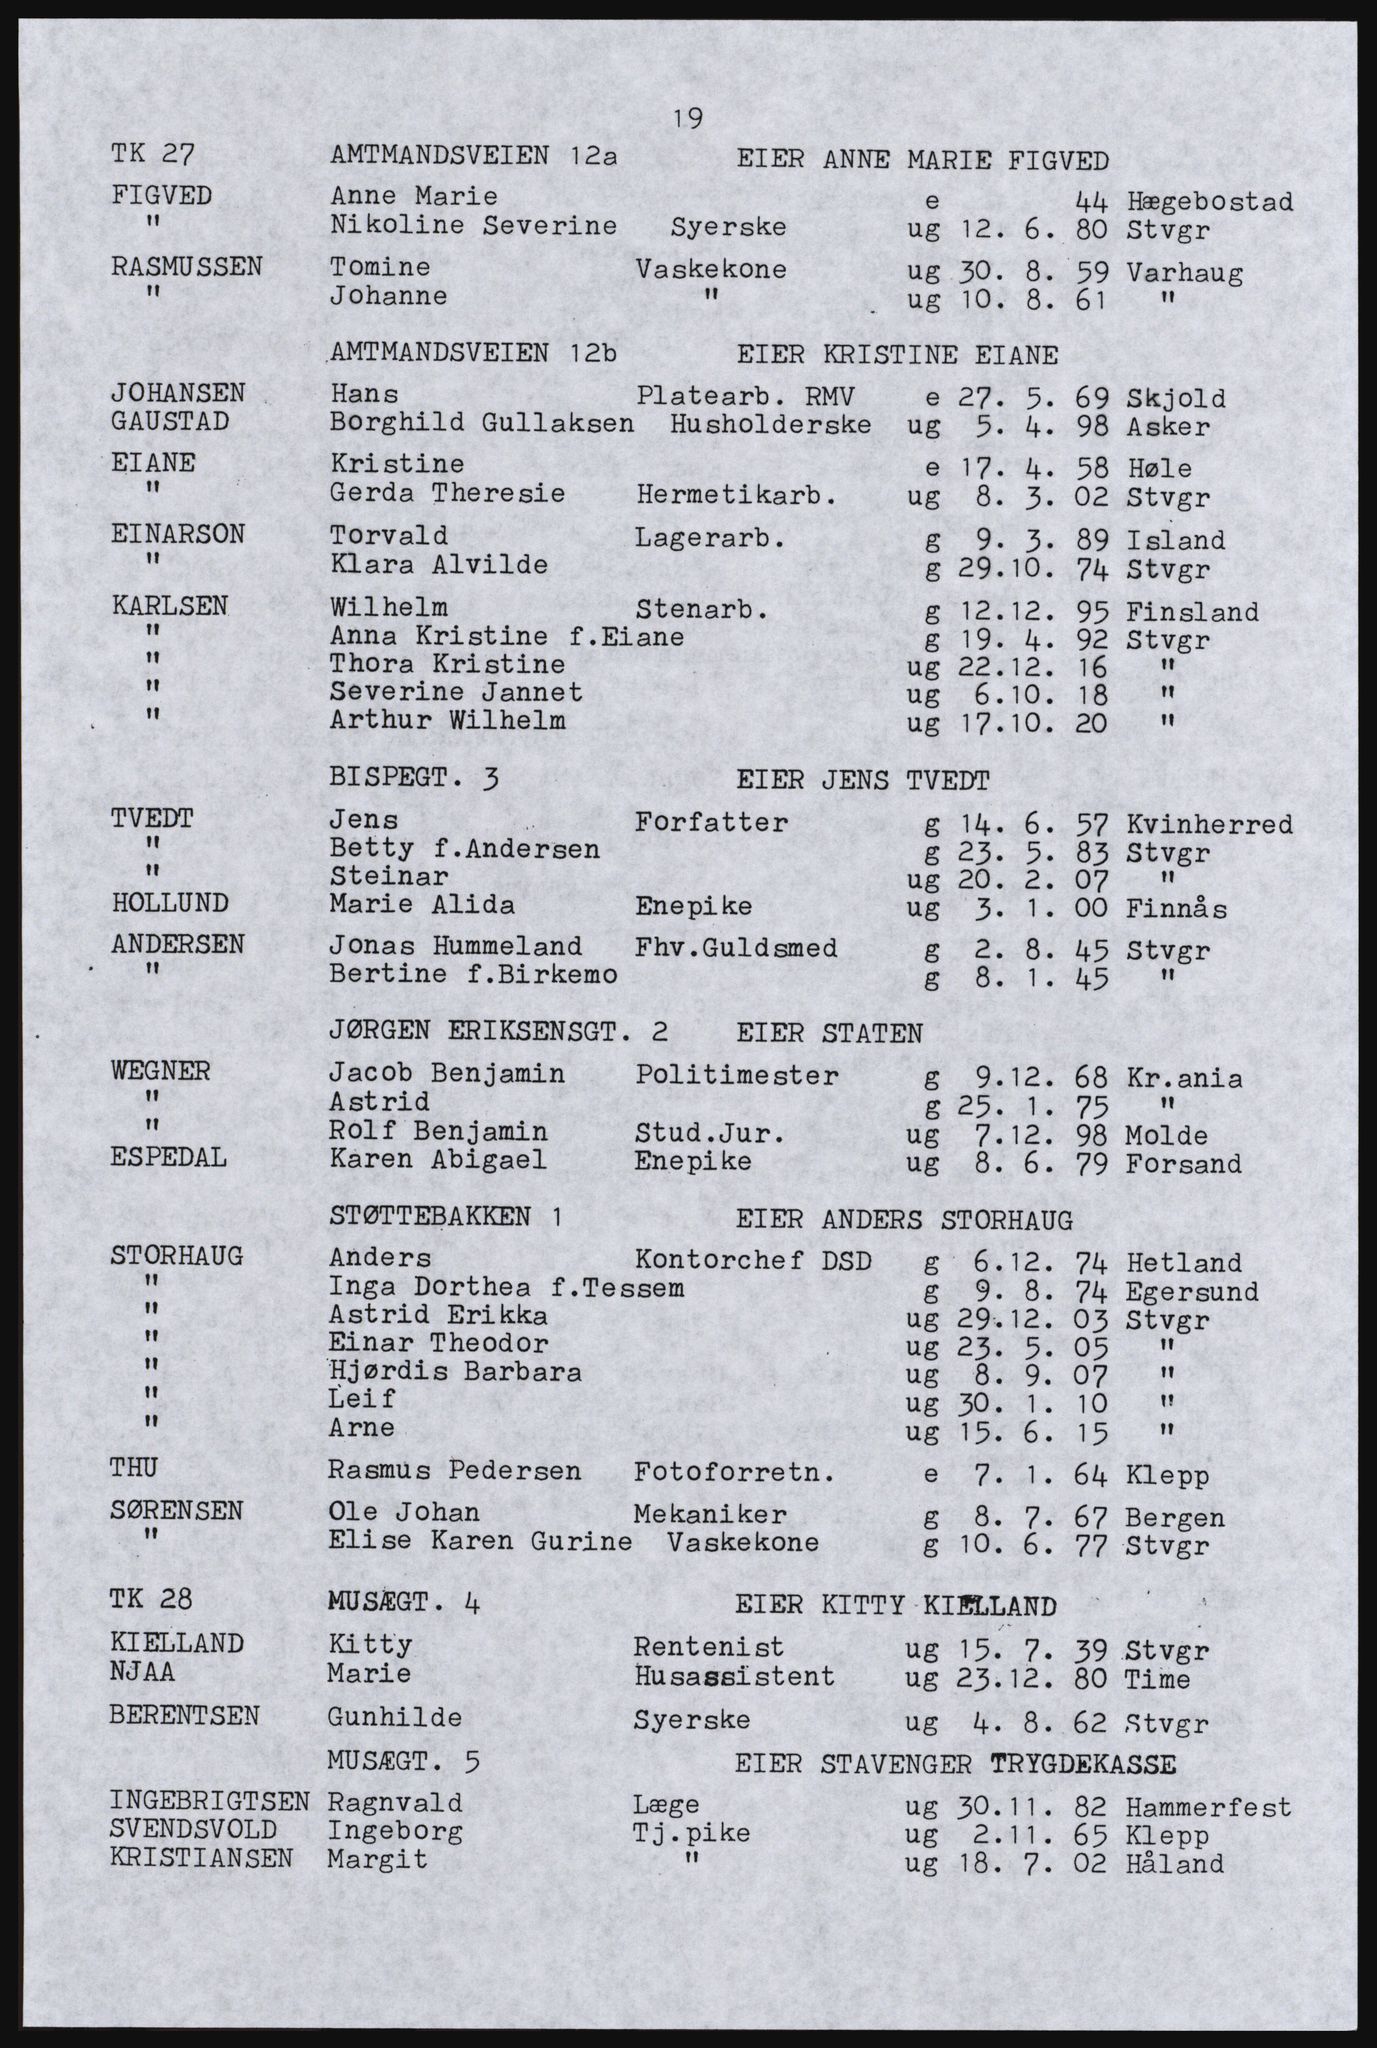 19
TK 27 AMTMANDSVEIEN 12a EIER ANNE MARIE FIGVED
FIGVED Anne Marie e 44 Hægebostad
" Nikoline Severine Syerske ug 12. 6. 80 Stvgr
RASMUSSEN Tomine Vaskekone ug 30. 8. 59 Varhaug
" Johanne " ug 10. 8. 61 "
AMTMANDSVEIEN 12b EIER KRISTINE EIANE
JOHANSEN Hans Platearb. RMV e 27. 5. 69 Skjold
GAUSTAD Borghild Gullaksen Husholderske ug 5. 4. 98 Asker
EIANE Kristine e 17. 4. 58 Høle
" Gerda Theresie Hermetikarb. ug 8. 3. 02 Stvgr
EINARSON Torvald Lagerarb. g 9. 3. 89 Island
" Klara Alvilde g 29.10. 74 Stvgr
KARLSEN Wilhelm Stenarb. g 12.12. 95 Finsland
" Anna Kristine f.Eiane g 19. 4. 92 Stvgr
" Thora Kristine ug 22.12. 16 "
" Severine Jannet ug 6.10. 18 "
" Arthur Wilhelm ug 17.10. 20 "
BISPEGT. 3 EIER JENS TVEDT
TVEDT Jens Forfatter g 14. 6. 57 Kvinherred
" Betty f.Andersen g 23. 5. 83 Stvgr
" Steinar ug 20. 2. 07 "
HOLLUND Marie Alida Enepike ug 3. 1. 00 Finnås
ANDERSEN Jonas Hummeland Fhv.Guldsmed g 2. 8. 45 Stvgr
" Bertine f.Birkemo g 8. 1. 45 "
JØRGEN ERIKSENSGT. 2 EIER STATEN
WEGNER Jacob Benjamin Politimester g 9.12. 68 Kr.ania
" Astrid g 25. 1. 75 "
" Rolf Benjamin Stud.Jur. ug 7.12. 98 Molde
ESPEDAL Karen Abigael Enepike ug 8. 6. 79 Forsand
STØTTEBAKKEN 1 EIER ANDERS STORHAUG
STORHAUG Anders Kontorchef DSD g 6.12. 74 Hetland
" Inga Dorthea f.Tessem g 9. 8. 74 Egersund
" Astrid Erikka ug 29.12. 03 Stvgr
" Einar Theodor ug 23. 5. 05 "
" Hjørdis Barbara ug 8. 9. 07 "
" Leif ug 30. 1. 10 "
" Arne ug 15. 6. 15 "
THU Rasmus Pedersen Fotoforretn. e 7. 1. 64 Klepp
SØRENSEN Ole Johan Mekaniker g 8. 7. 67 Bergen
" Elise Karen Gurine Vaskekone g 10. 6. 77 Stvgr
TK 28 MUSÆGT. 4 EIER KITTY KIELLAND
KIELLAND Kitty Rentenist ug 15. 7. 39 Stvgr
NJAA Marie Husassistent ug 23.12. 80 Time
BERENTSEN Gunhilde Syerske ug 4. 8. 62 Stvgr
MUSÆGT. 5 EIER STAVENGER TRYGDEKASSE
INGEBRIGTSEN Ragnvald Læge ug 30.11. 82 Hammerfest
SVENDSVOLD Ingeborg Tj.pike ug 2.11. 65 Klepp
KRISTIANSEN Margit " ug 18. 7. 02 Håland